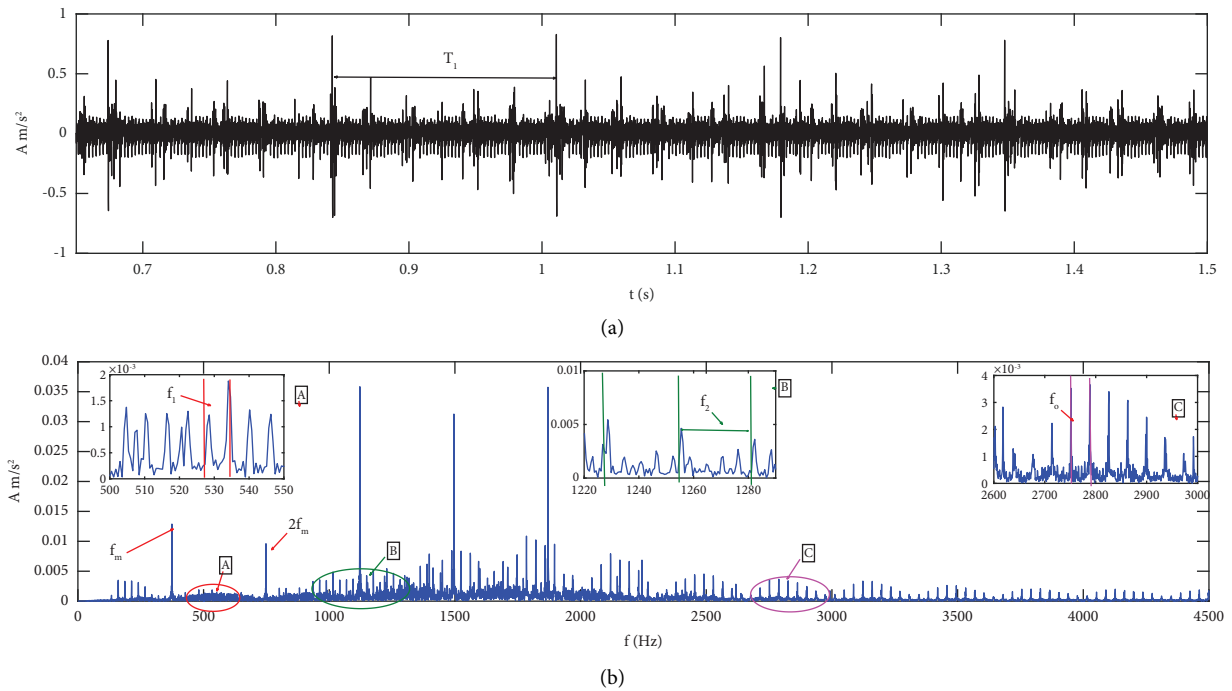 1
0.5
0
-0.5
-1
A m/s²
T₁
0.7 0.8 0.9 1 1.1 1.2 1.3 1.4 1.5
t (s)
(a)
0.04
0.035
0.03
0.025
0.02
0.015
0.01
0.005
0
A m/s²
×10⁻³
2
1.5
1
0.5
0
f₁
A
500 510 520 530 540 550
0.011
0.005
0
f₂
B
1220 1240 1260 1280
×10⁻³
4
3
2
1
0
fₒ
C
2600 2700 2800 2900 3000
fₘ
2fₘ
A
B
C
0 500 1000 1500 2000 2500 3000 3500 4000 4500
f (Hz)
(b)